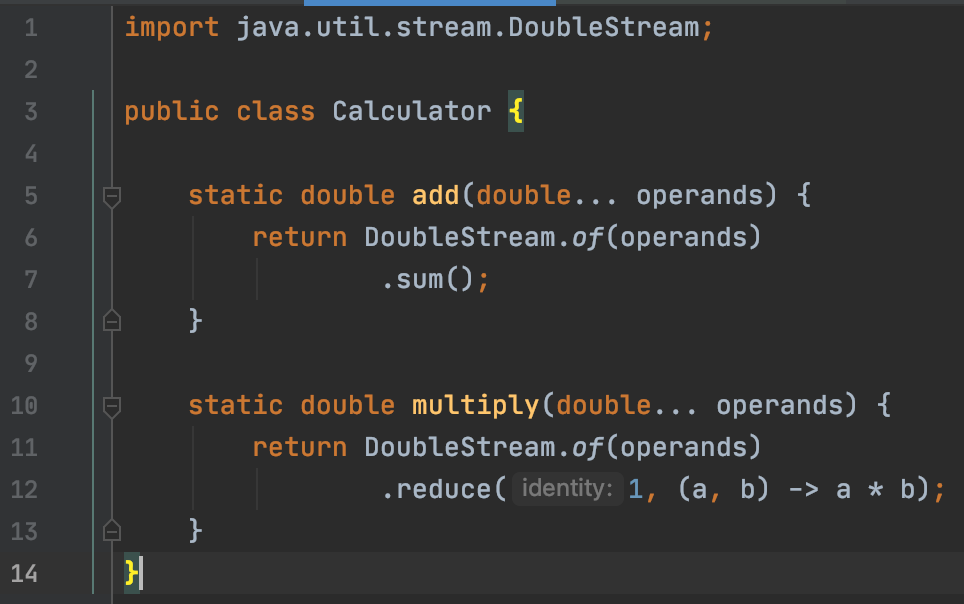 1 import java.util.stream.DoubleStream;
2
3 public class Calculator {
4
5 static double add(double... operands) {
6 return DoubleStream.of(operands)
7 .sum();
8 }
9
10 static double multiply(double... operands) {
11 return DoubleStream.of(operands)
12 .reduce( identity: 1, (a, b) -> a * b);
13 }
14 }